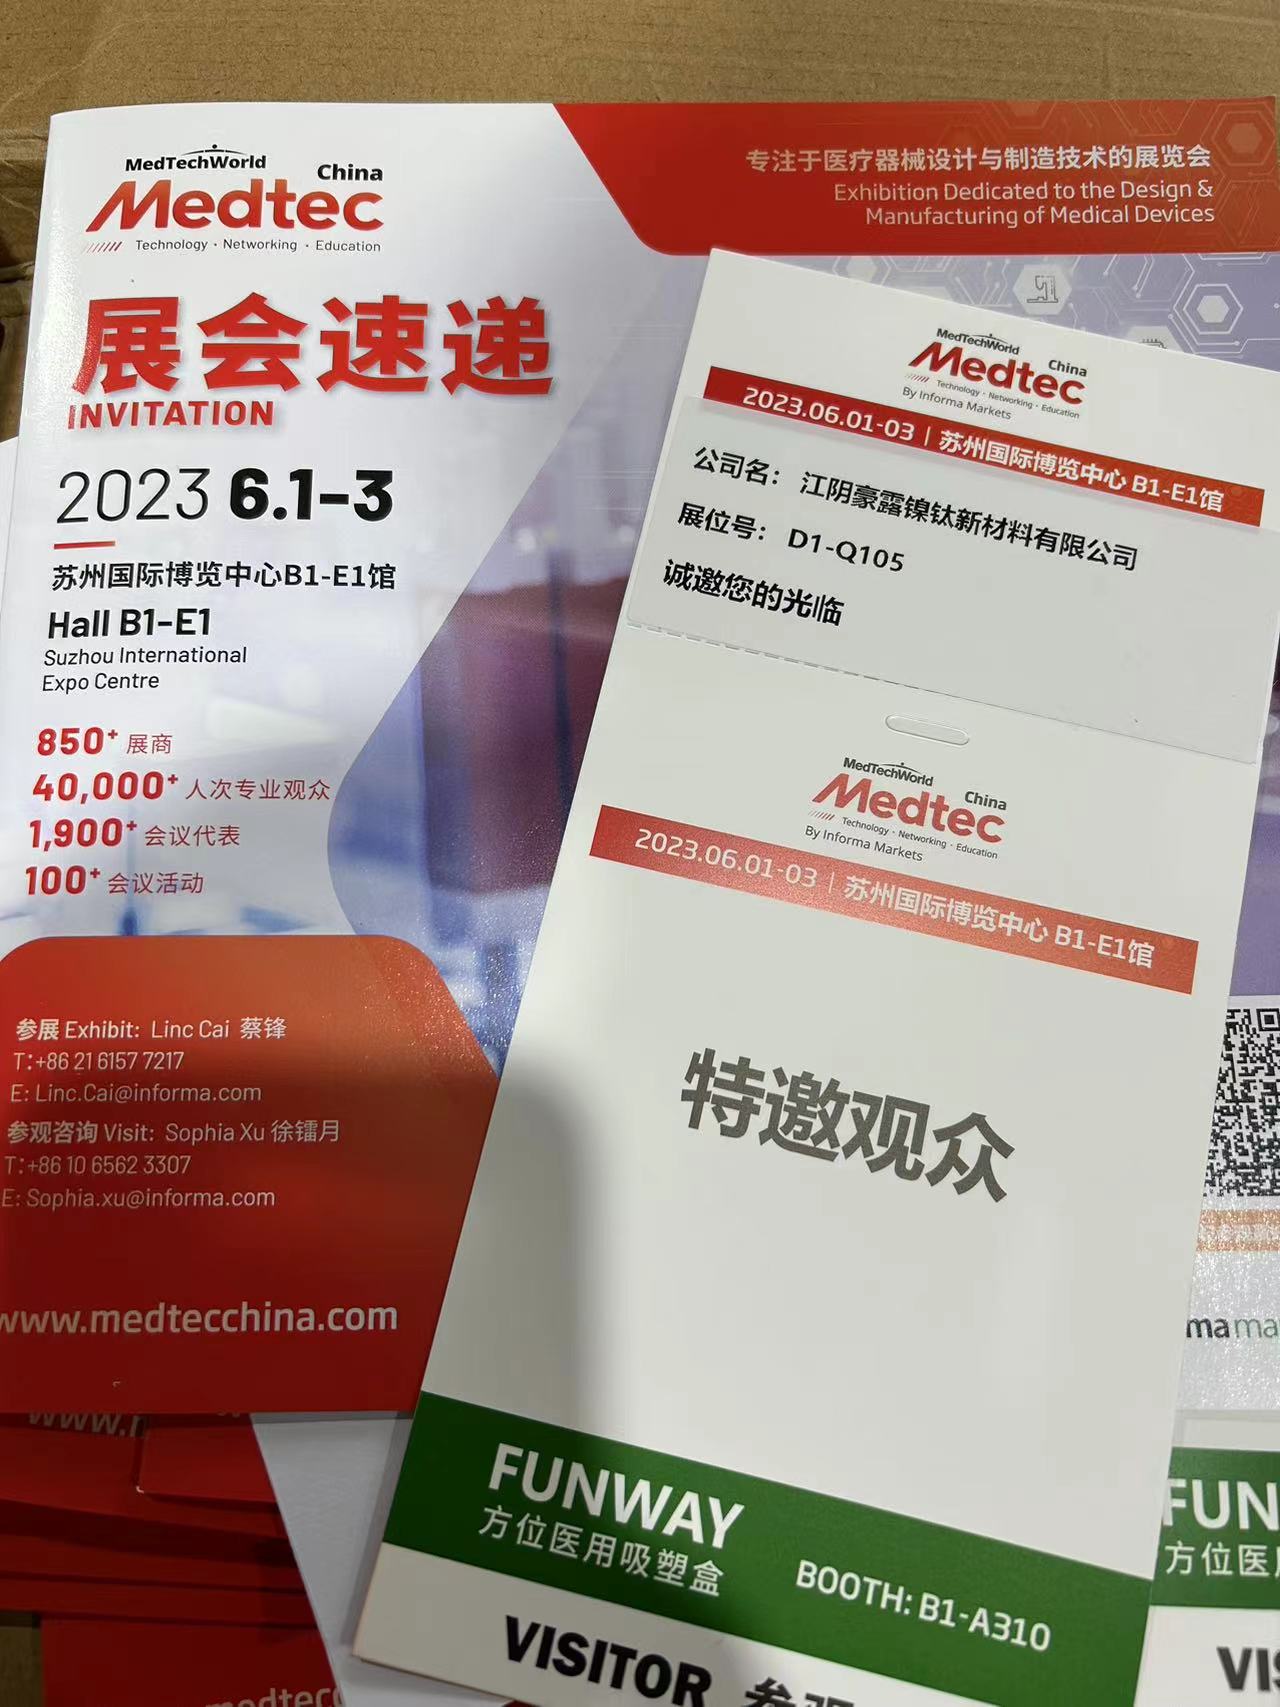 MedTechWorld
China
Medtec
Technology · Networking · Education
专注于医疗器械设计与制造技术的展览会
Exhibition Dedicated to the Design &
Manufacturing of Medical Devices
展会速递
INVITATION
2023 6.1-3
苏州国际博览中心B1-E1馆
Hall B1-E1
Suzhou International
Expo Centre
850+ 展商
40,000+ 人次专业观众
1,900+ 会议代表
100+ 会议活动
参展 Exhibit: Linc Cai 蔡锋
T:+86 21 6157 7217
E: Linc.Cai@informa.com
参观咨询 Visit: Sophia Xu 徐镭月
T:+86 10 6562 3307
E: Sophia.xu@informa.com
www.medtecchina.com
MedTechWorld
China
Medtec
Technology · Networking · Education
By Informa Markets
2023.06.01-03 | 苏州国际博览中心 B1-E1馆
公司名: 江阴豪露镍钛新材料有限公司
展位号: D1-Q105
诚邀您的光临
MedTechWorld
China
Medtec
Technology · Networking · Education
By Informa Markets
2023.06.01-03 | 苏州国际博览中心 B1-E1馆
特邀观众
FUNWAY
方位医用吸塑盒
BOOTH: B1-A310
VISITOR 参观
ma ma
FUN
方位医
VIS
www.
medtec